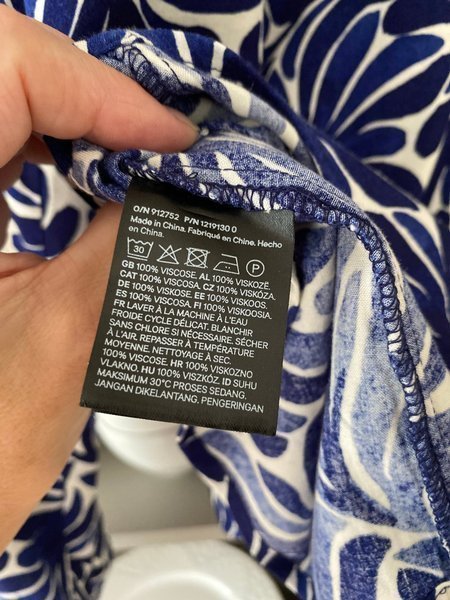 O/N 912752 P/N 1219130 0
Made in China. Fabriqué en Chine. Hecho
en China.
30 P
GB 100% VISCOSE. AL 100% VISKOZË.
CAT 100% VISCOSA. CZ 100% VISKÓZA.
DE 100% VISKOSE. EE 100% VISKOOS.
ES 100% VISCOSA. FI 100% VISKOOSIA.
FR LAVER À LA MACHINE À L'EAU
FROIDE CYCLE DÉLICAT. BLANCHIR
SANS CHLORE SI NÉCESSAIRE. SÉCHER
À L'AIR. REPASSER À TEMPÉRATURE
MOYENNE. NETTOYAGE À SEC.
100% VISCOSE. HR 100% VISKOZNO
VLAKNO. HU 100% VISZKÓZ. ID SUHU
MAKSIMUM 30°C PROSES SEDANG.
JANGAN DIKELANTANG, PENGERINGAN